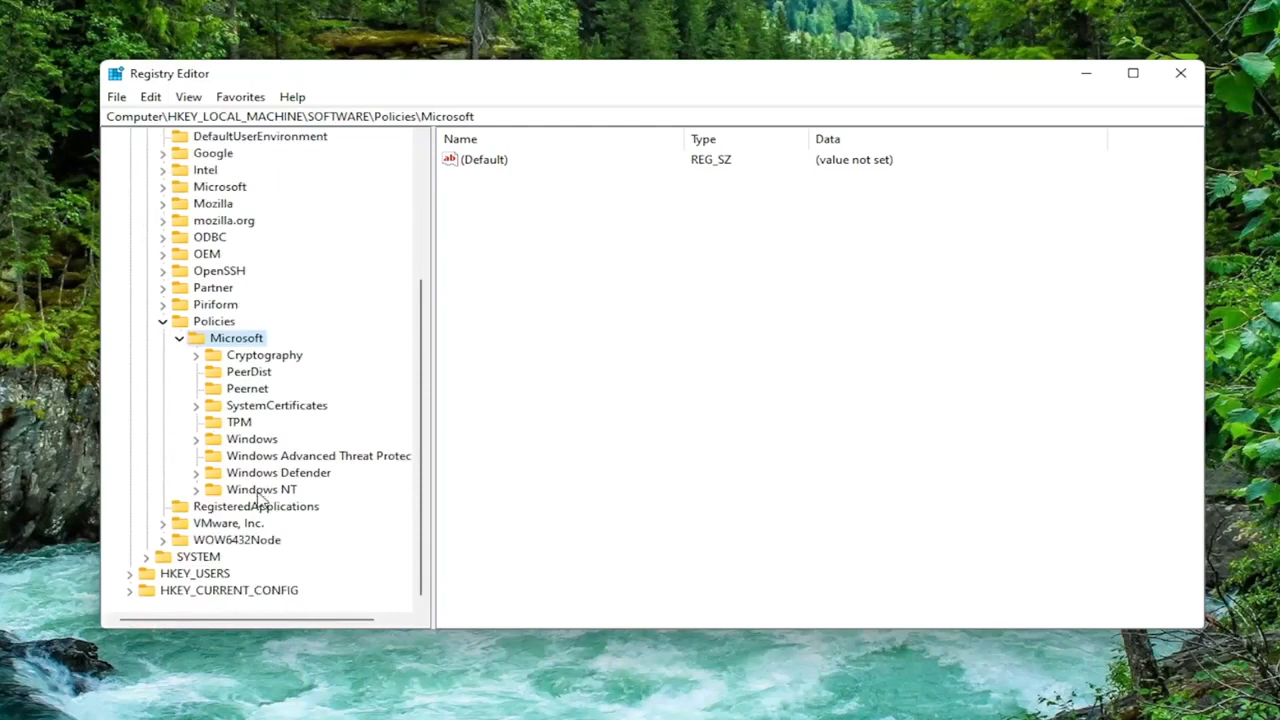 Registry Editor
File Edit View Favorites Help
Computer\HKEY_LOCAL_MACHINE\SOFTWARE\Policies\Microsoft
DefaultUserEnvironment
Google
Intel
Microsoft
Mozilla
mozilla.org
ODBC
OEM
OpenSSH
Partner
Piriform
Policies
Microsoft
Cryptography
PeerDist
Peernet
SystemCertificates
TPM
Windows
Windows Advanced Threat Protec
Windows Defender
Windows NT
RegisteredApplications
VMware, Inc.
WOW6432Node
SYSTEM
HKEY_USERS
HKEY_CURRENT_CONFIG
Name Type Data
ab (Default) REG_SZ (value not set)